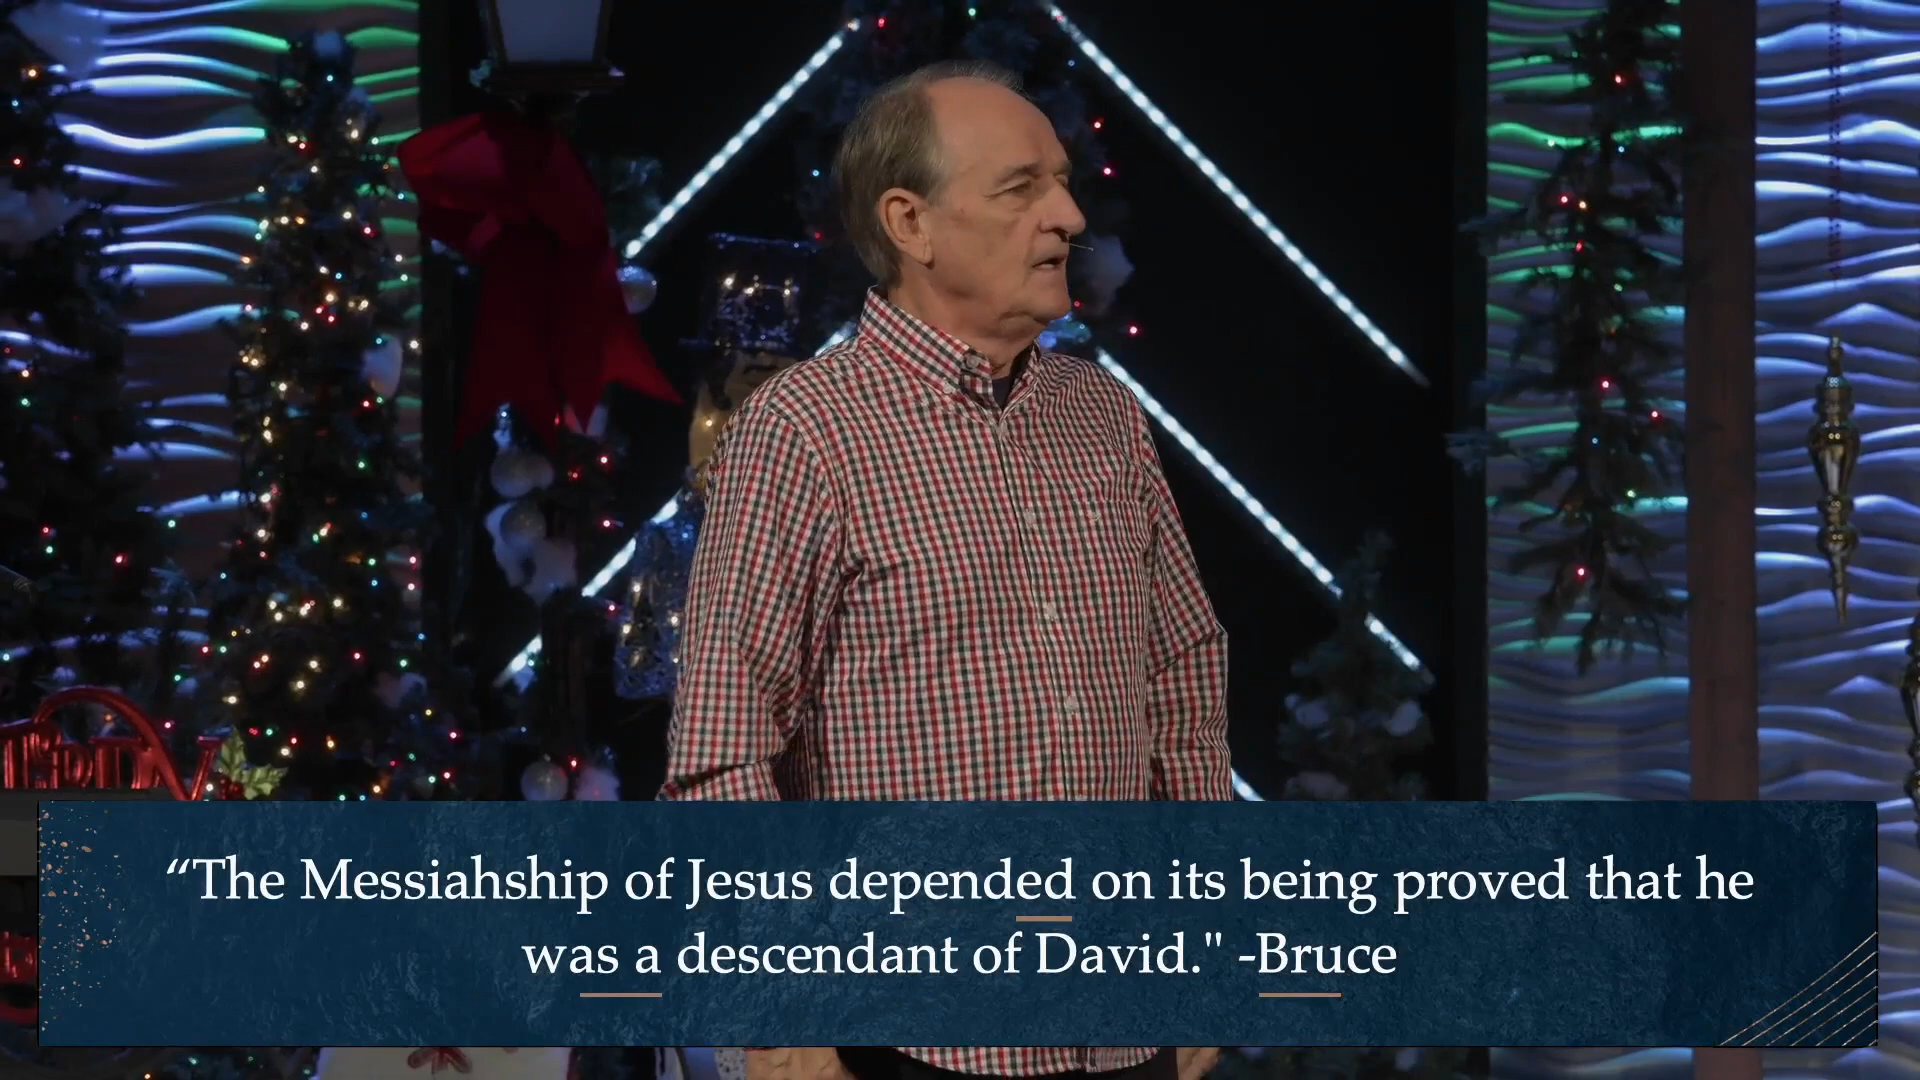 “The Messiahship of Jesus depended on its being proved that he
was a descendant of David." -Bruce